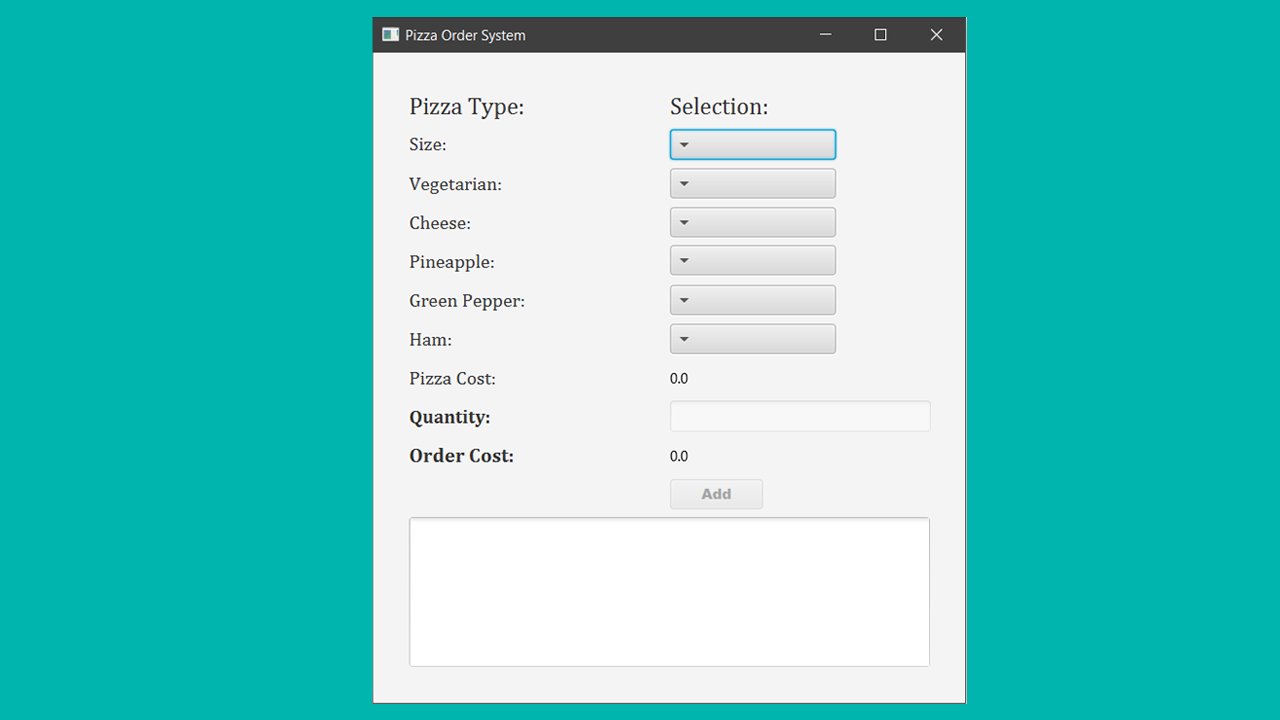 Pizza Order System
Pizza Type: Selection:
Size:
Vegetarian:
Cheese:
Pineapple:
Green Pepper:
Ham:
Pizza Cost: 0.0
Quantity:
Order Cost: 0.0
Add